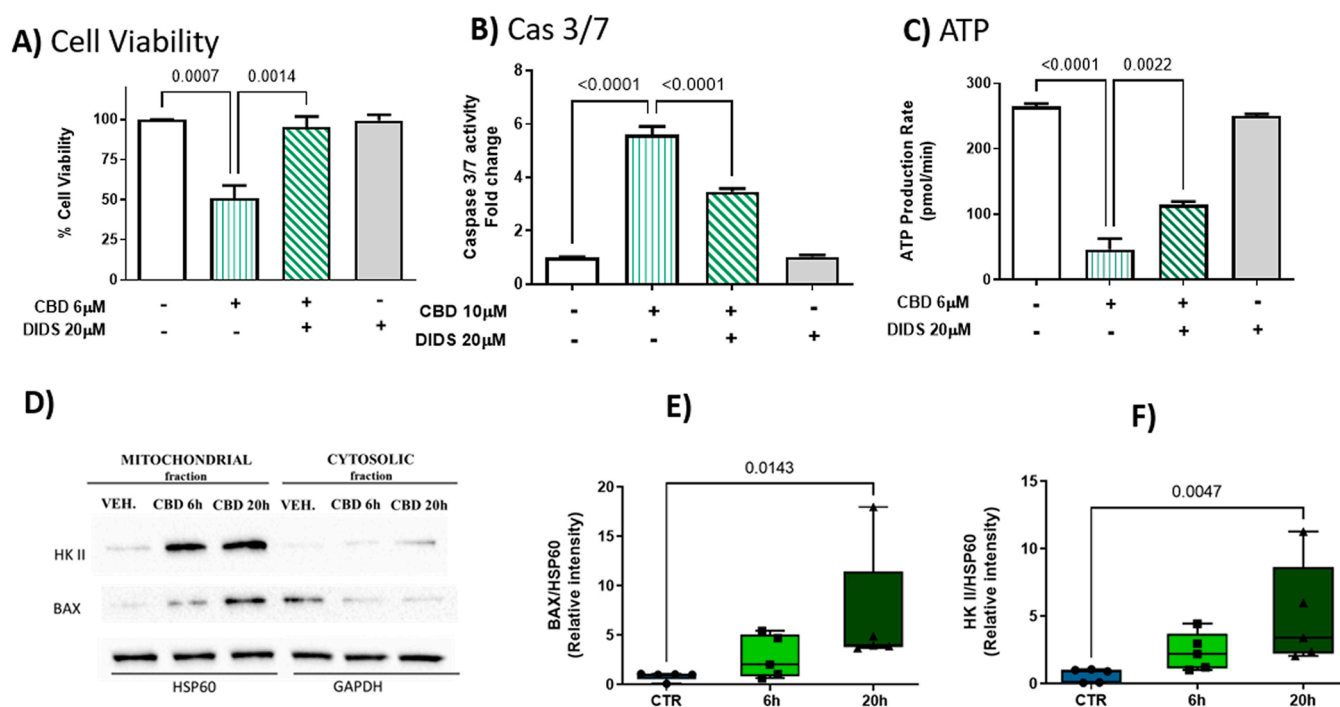 A) Cell Viability
0.0007 0.0014
% Cell Viability
100
75
50
25
0
CBD 6μM - + + -
DIDS 20μM - - + +
B) Cas 3/7
<0.0001 <0.0001
Caspase 3/7 activity
Fold change
8
6
4
2
0
CBD 10μM - + + -
DIDS 20μM - - + +
C) ATP
<0.0001 0.0022
ATP Production Rate
(pmol/min)
300
200
100
0
CBD 6μM - + + -
DIDS 20μM - - + +
D)
MITOCHONDRIAL CYTOSOLIC
fraction fraction
VEH. CBD 6h CBD 20h VEH. CBD 6h CBD 20h
HK II
BAX
HSP60 GAPDH
E)
0.0143
BAX/HSP60
(Relative intensity)
20
15
10
5
0
CTR 6h 20h
F)
0.0047
HK II/HSP60
(Relative intensity)
15
10
5
0
CTR 6h 20h